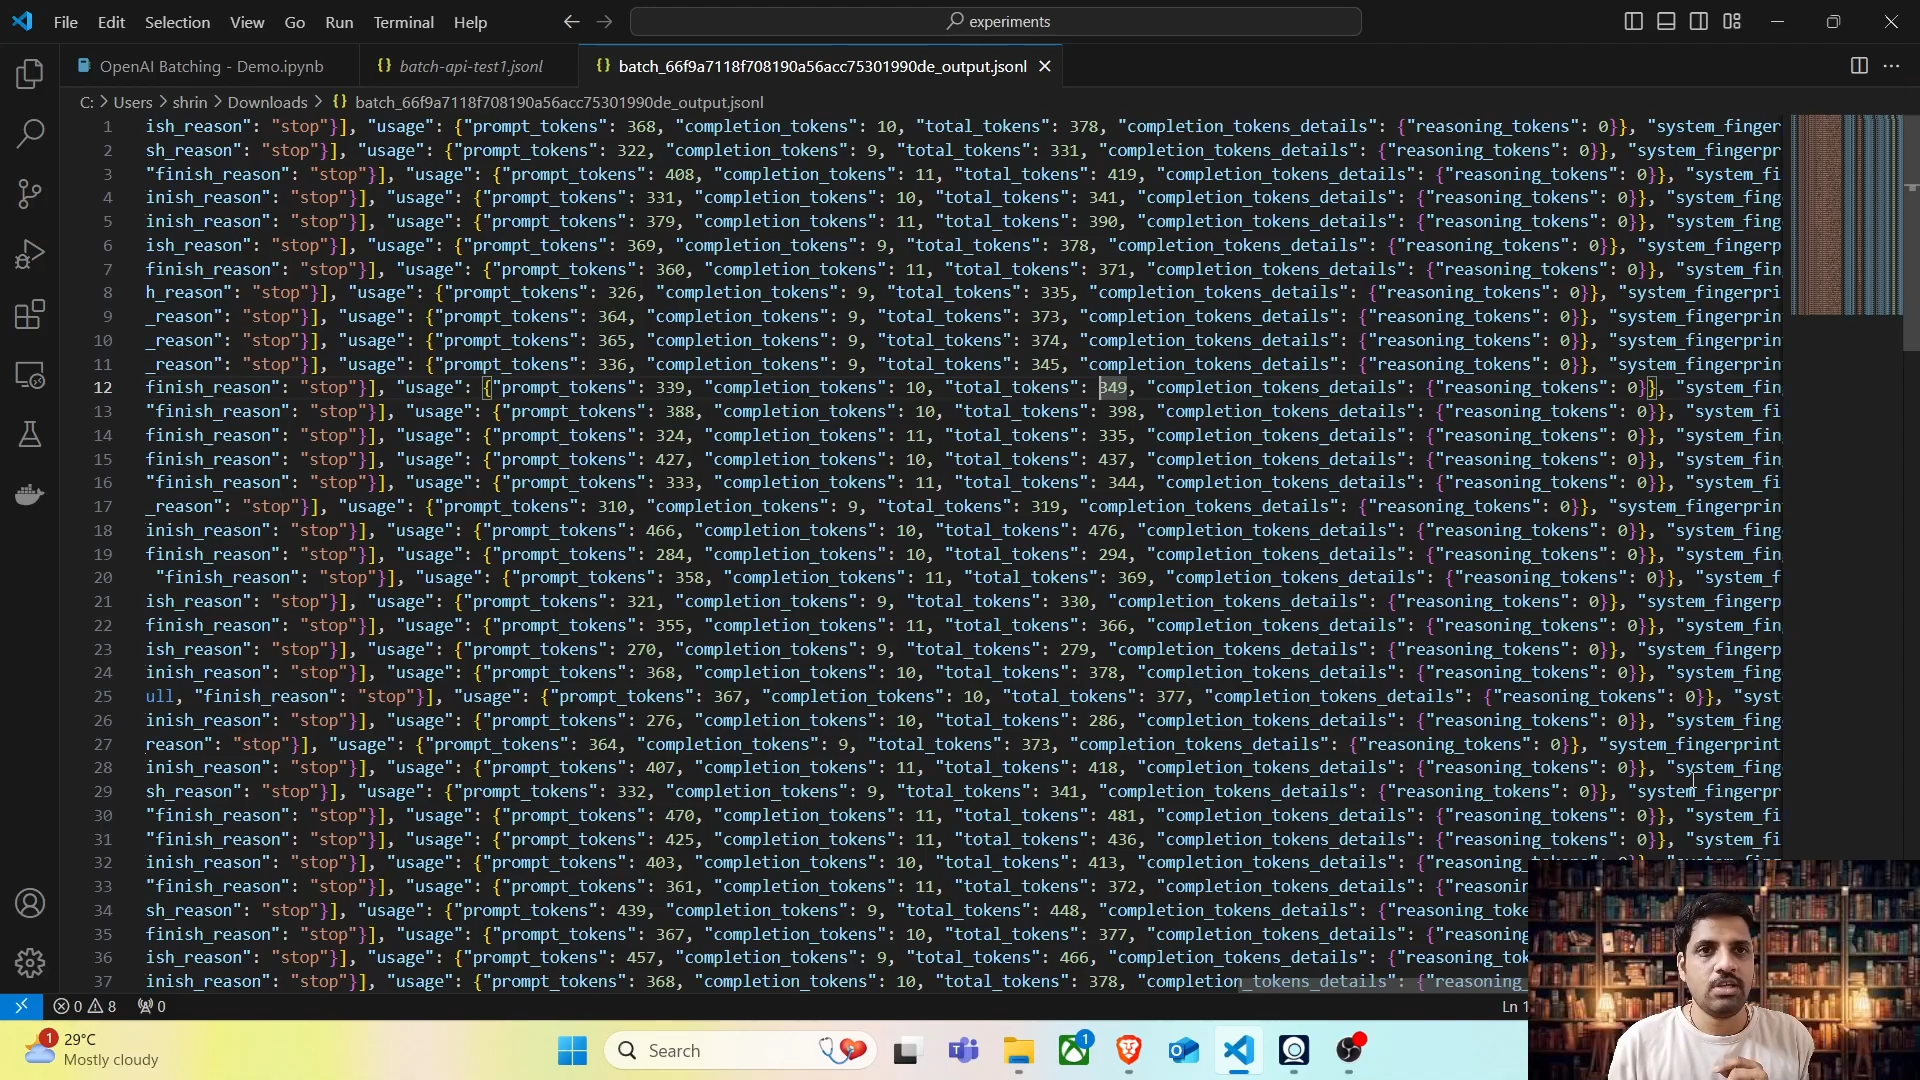 File Edit Selection View Go Run Terminal Help experiments
OpenAI Batching - Demo.ipynb batch-api-test1.jsonl batch_66f9a7118f708190a56acc75301990de_output.jsonl
C: > Users > shrin > Downloads > {} batch_66f9a7118f708190a56acc75301990de_output.jsonl
1 ish_reason": "stop"}], "usage": {"prompt_tokens": 368, "completion_tokens": 10, "total_tokens": 378, "completion_tokens_details": {"reasoning_tokens": 0}}, "system_finger
2 sh_reason": "stop"}], "usage": {"prompt_tokens": 322, "completion_tokens": 9, "total_tokens": 331, "completion_tokens_details": {"reasoning_tokens": 0}}, "system_fingerpr
3 "finish_reason": "stop"}], "usage": {"prompt_tokens": 408, "completion_tokens": 11, "total_tokens": 419, "completion_tokens_details": {"reasoning_tokens": 0}}, "system_fi
4 inish_reason": "stop"}], "usage": {"prompt_tokens": 331, "completion_tokens": 10, "total_tokens": 341, "completion_tokens_details": {"reasoning_tokens": 0}}, "system_fing
5 inish_reason": "stop"}], "usage": {"prompt_tokens": 379, "completion_tokens": 11, "total_tokens": 390, "completion_tokens_details": {"reasoning_tokens": 0}}, "system_fing
6 ish_reason": "stop"}], "usage": {"prompt_tokens": 369, "completion_tokens": 9, "total_tokens": 378, "completion_tokens_details": {"reasoning_tokens": 0}}, "system_fingerp
7 finish_reason": "stop"}], "usage": {"prompt_tokens": 360, "completion_tokens": 11, "total_tokens": 371, "completion_tokens_details": {"reasoning_tokens": 0}}, "system_fin
8 h_reason": "stop"}], "usage": {"prompt_tokens": 326, "completion_tokens": 9, "total_tokens": 335, "completion_tokens_details": {"reasoning_tokens": 0}}, "system_fingerpri
9 _reason": "stop"}], "usage": {"prompt_tokens": 364, "completion_tokens": 9, "total_tokens": 373, "completion_tokens_details": {"reasoning_tokens": 0}}, "system_fingerprin
10 _reason": "stop"}], "usage": {"prompt_tokens": 365, "completion_tokens": 9, "total_tokens": 374, "completion_tokens_details": {"reasoning_tokens": 0}}, "system_fingerprin
11 _reason": "stop"}], "usage": {"prompt_tokens": 336, "completion_tokens": 9, "total_tokens": 345, "completion_tokens_details": {"reasoning_tokens": 0}}, "system_fingerprin
12 finish_reason": "stop"}], "usage": {"prompt_tokens": 339, "completion_tokens": 10, "total_tokens": 349, "completion_tokens_details": {"reasoning_tokens": 0}}, "system_fin
13 "finish_reason": "stop"}], "usage": {"prompt_tokens": 388, "completion_tokens": 10, "total_tokens": 398, "completion_tokens_details": {"reasoning_tokens": 0}}, "system_fi
14 finish_reason": "stop"}], "usage": {"prompt_tokens": 324, "completion_tokens": 11, "total_tokens": 335, "completion_tokens_details": {"reasoning_tokens": 0}}, "system_fin
15 finish_reason": "stop"}], "usage": {"prompt_tokens": 427, "completion_tokens": 10, "total_tokens": 437, "completion_tokens_details": {"reasoning_tokens": 0}}, "system_fin
16 "finish_reason": "stop"}], "usage": {"prompt_tokens": 333, "completion_tokens": 11, "total_tokens": 344, "completion_tokens_details": {"reasoning_tokens": 0}}, "system_fi
17 _reason": "stop"}], "usage": {"prompt_tokens": 310, "completion_tokens": 9, "total_tokens": 319, "completion_tokens_details": {"reasoning_tokens": 0}}, "system_fingerprin
18 inish_reason": "stop"}], "usage": {"prompt_tokens": 466, "completion_tokens": 10, "total_tokens": 476, "completion_tokens_details": {"reasoning_tokens": 0}}, "system_fing
19 finish_reason": "stop"}], "usage": {"prompt_tokens": 284, "completion_tokens": 10, "total_tokens": 294, "completion_tokens_details": {"reasoning_tokens": 0}}, "system_fin
20 "finish_reason": "stop"}], "usage": {"prompt_tokens": 358, "completion_tokens": 11, "total_tokens": 369, "completion_tokens_details": {"reasoning_tokens": 0}}, "system_f
21 ish_reason": "stop"}], "usage": {"prompt_tokens": 321, "completion_tokens": 9, "total_tokens": 330, "completion_tokens_details": {"reasoning_tokens": 0}}, "system_fingerp
22 finish_reason": "stop"}], "usage": {"prompt_tokens": 355, "completion_tokens": 11, "total_tokens": 366, "completion_tokens_details": {"reasoning_tokens": 0}}, "system_fin
23 ish_reason": "stop"}], "usage": {"prompt_tokens": 270, "completion_tokens": 9, "total_tokens": 279, "completion_tokens_details": {"reasoning_tokens": 0}}, "system_fingerp
24 inish_reason": "stop"}], "usage": {"prompt_tokens": 368, "completion_tokens": 10, "total_tokens": 378, "completion_tokens_details": {"reasoning_tokens": 0}}, "system_fing
25 ull, "finish_reason": "stop"}], "usage": {"prompt_tokens": 367, "completion_tokens": 10, "total_tokens": 377, "completion_tokens_details": {"reasoning_tokens": 0}}, "syst
26 inish_reason": "stop"}], "usage": {"prompt_tokens": 276, "completion_tokens": 10, "total_tokens": 286, "completion_tokens_details": {"reasoning_tokens": 0}}, "system_fing
27 reason": "stop"}], "usage": {"prompt_tokens": 364, "completion_tokens": 9, "total_tokens": 373, "completion_tokens_details": {"reasoning_tokens": 0}}, "system_fingerprint
28 inish_reason": "stop"}], "usage": {"prompt_tokens": 407, "completion_tokens": 11, "total_tokens": 418, "completion_tokens_details": {"reasoning_tokens": 0}}, "system_fing
29 sh_reason": "stop"}], "usage": {"prompt_tokens": 332, "completion_tokens": 9, "total_tokens": 341, "completion_tokens_details": {"reasoning_tokens": 0}}, "system_fingerpr
30 "finish_reason": "stop"}], "usage": {"prompt_tokens": 470, "completion_tokens": 11, "total_tokens": 481, "completion_tokens_details": {"reasoning_tokens": 0}}, "system_fi
31 "finish_reason": "stop"}], "usage": {"prompt_tokens": 425, "completion_tokens": 11, "total_tokens": 436, "completion_tokens_details": {"reasoning_tokens": 0}}, "system_fi
32 inish_reason": "stop"}], "usage": {"prompt_tokens": 403, "completion_tokens": 10, "total_tokens": 413, "completion_tokens_details": {"reasoning
33 "finish_reason": "stop"}], "usage": {"prompt_tokens": 361, "completion_tokens": 11, "total_tokens": 372, "completion_tokens_details": {"reasoning
34 sh_reason": "stop"}], "usage": {"prompt_tokens": 439, "completion_tokens": 9, "total_tokens": 448, "completion_tokens_details": {"reasoning_toke
35 finish_reason": "stop"}], "usage": {"prompt_tokens": 367, "completion_tokens": 10, "total_tokens": 377, "completion_tokens_details": {"reasoning
36 ish_reason": "stop"}], "usage": {"prompt_tokens": 457, "completion_tokens": 9, "total_tokens": 466, "completion_tokens_details": {"reasoning_tok
37 inish_reason": "stop"}], "usage": {"prompt_tokens": 368, "completion_tokens": 10, "total_tokens": 378, "completion_tokens_details": {"reasoning_
0 8 0 Ln 1
1 29°C
Mostly cloudy
Search
1